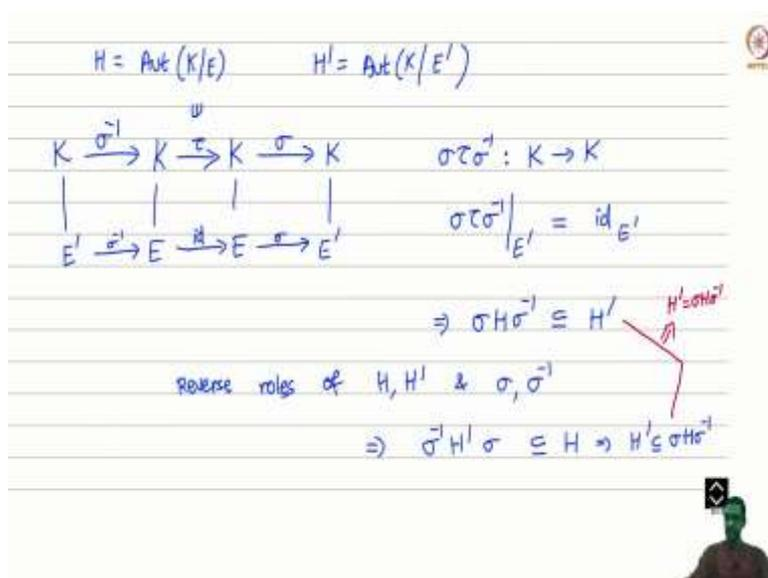 H = Aut (K/E) H' = Aut (K/E')
ψ
K σ⁻¹→ K τ→ K σ→ K στσ⁻¹ : K → K
E' σ⁻¹→ E id→ E σ→ E' στσ⁻¹|E' = id E'
H'=σHσ⁻¹
⇒ σHσ⁻¹ ⊆ H'
Reverse roles of H, H' & σ, σ⁻¹
⇒ σ⁻¹H'σ ⊆ H ⇒ H' ⊆ σHσ⁻¹